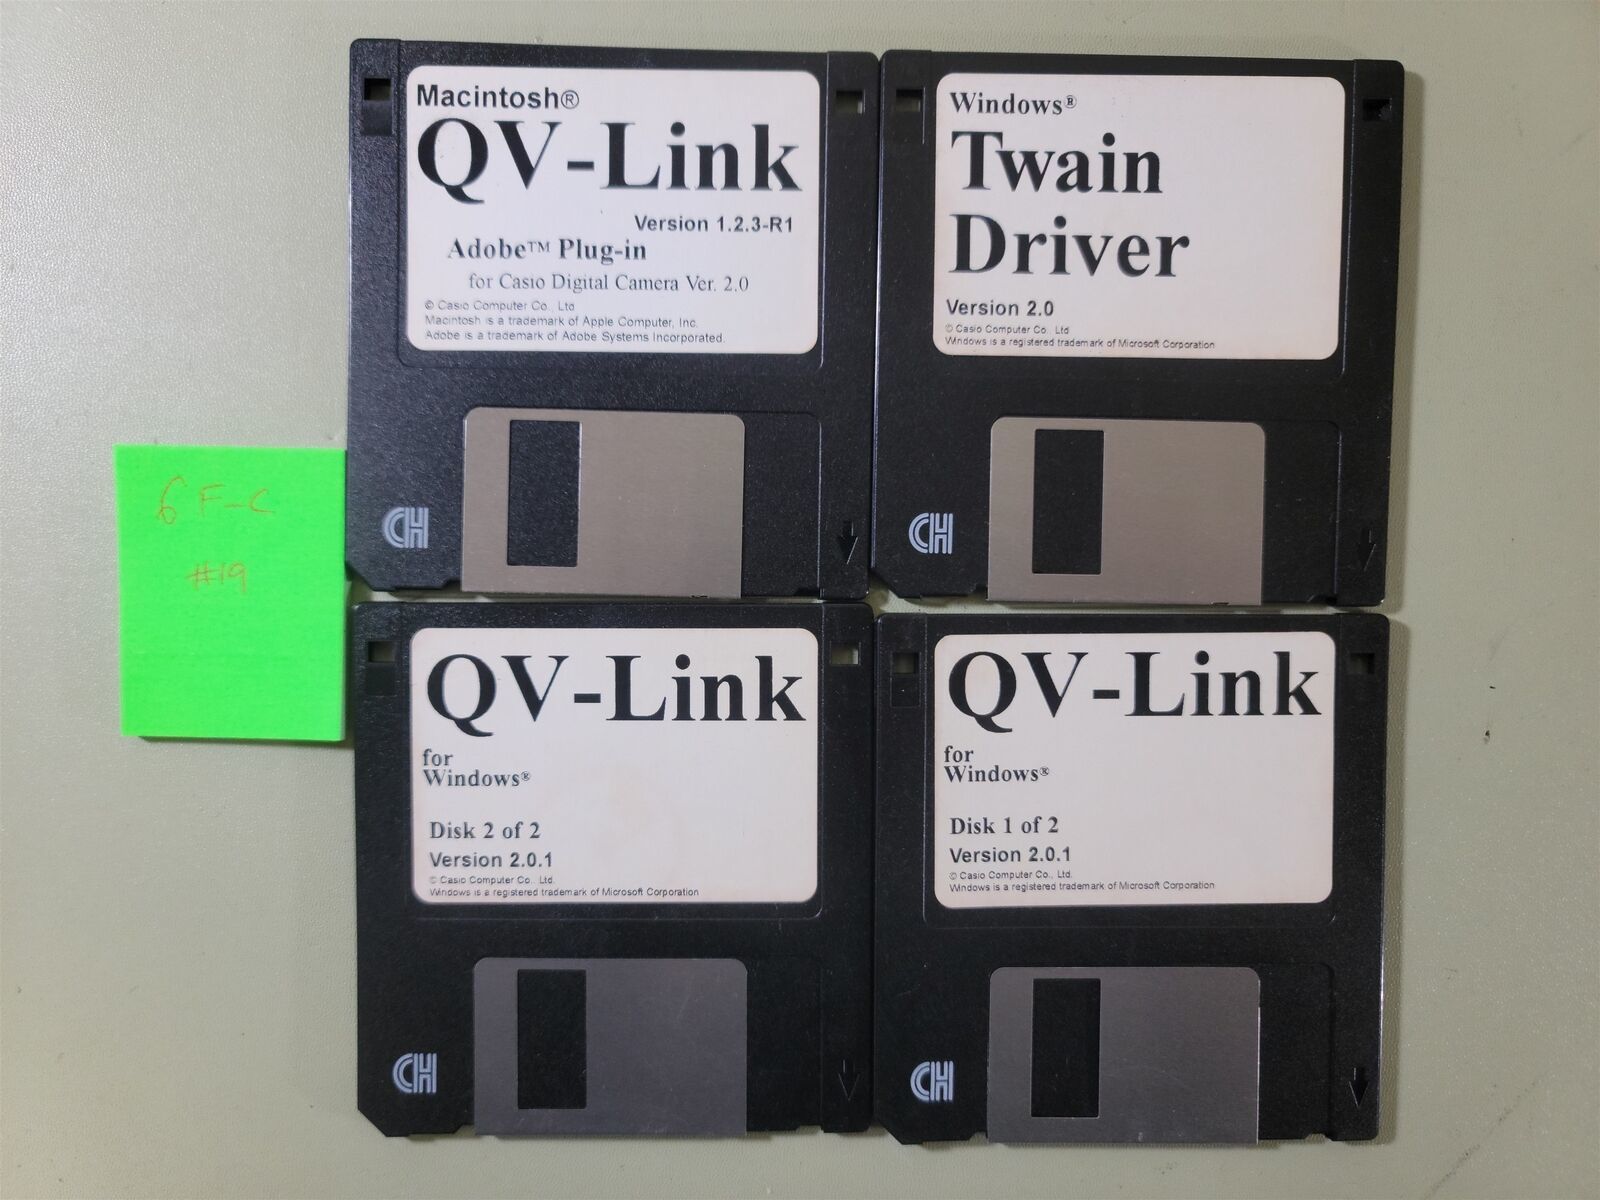 Macintosh®
QV-Link
Version 1.2.3-R1
Adobe™ Plug-in
for Casio Digital Camera Ver. 2.0
© Casio Computer Co., Ltd
Macintosh is a trademark of Apple Computer, Inc.
Adobe is a trademark of Adobe Systems Incorporated.
CH
Windows®
Twain
Driver
Version 2.0
© Casio Computer Co., Ltd
Windows is a registered trademark of Microsoft Corporation
CH
6 F-C
#19
QV-Link
for
Windows®
Disk 2 of 2
Version 2.0.1
© Casio Computer Co., Ltd.
Windows is a registered trademark of Microsoft Corporation
CH
QV-Link
for
Windows®
Disk 1 of 2
Version 2.0.1
© Casio Computer Co., Ltd.
Windows is a registered trademark of Microsoft Corporation
CH